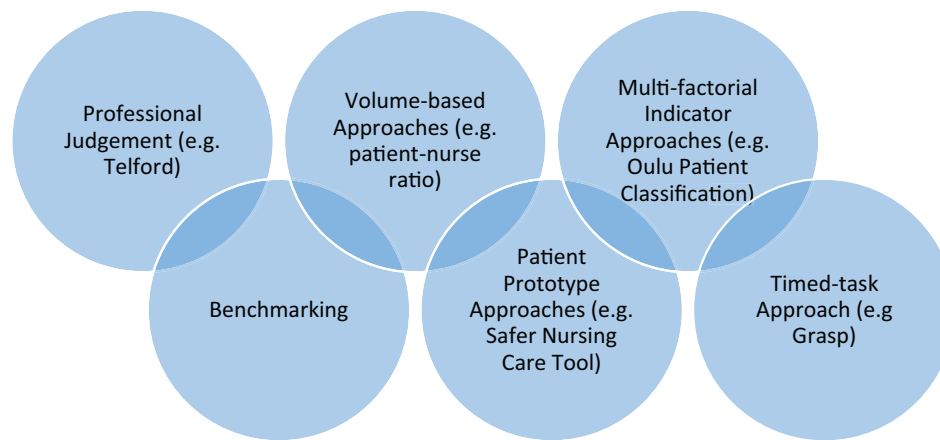 Professional
Judgement (e.g.
Telford)
Benchmarking
Volume-based
Approaches (e.g.
patient-nurse
ratio)
Patient
Prototype
Approaches (e.g.
Safer Nursing
Care Tool)
Multi-factorial
Indicator
Approaches (e.g.
Oulu Patient
Classification)
Timed-task
Approach (e.g
Grasp)